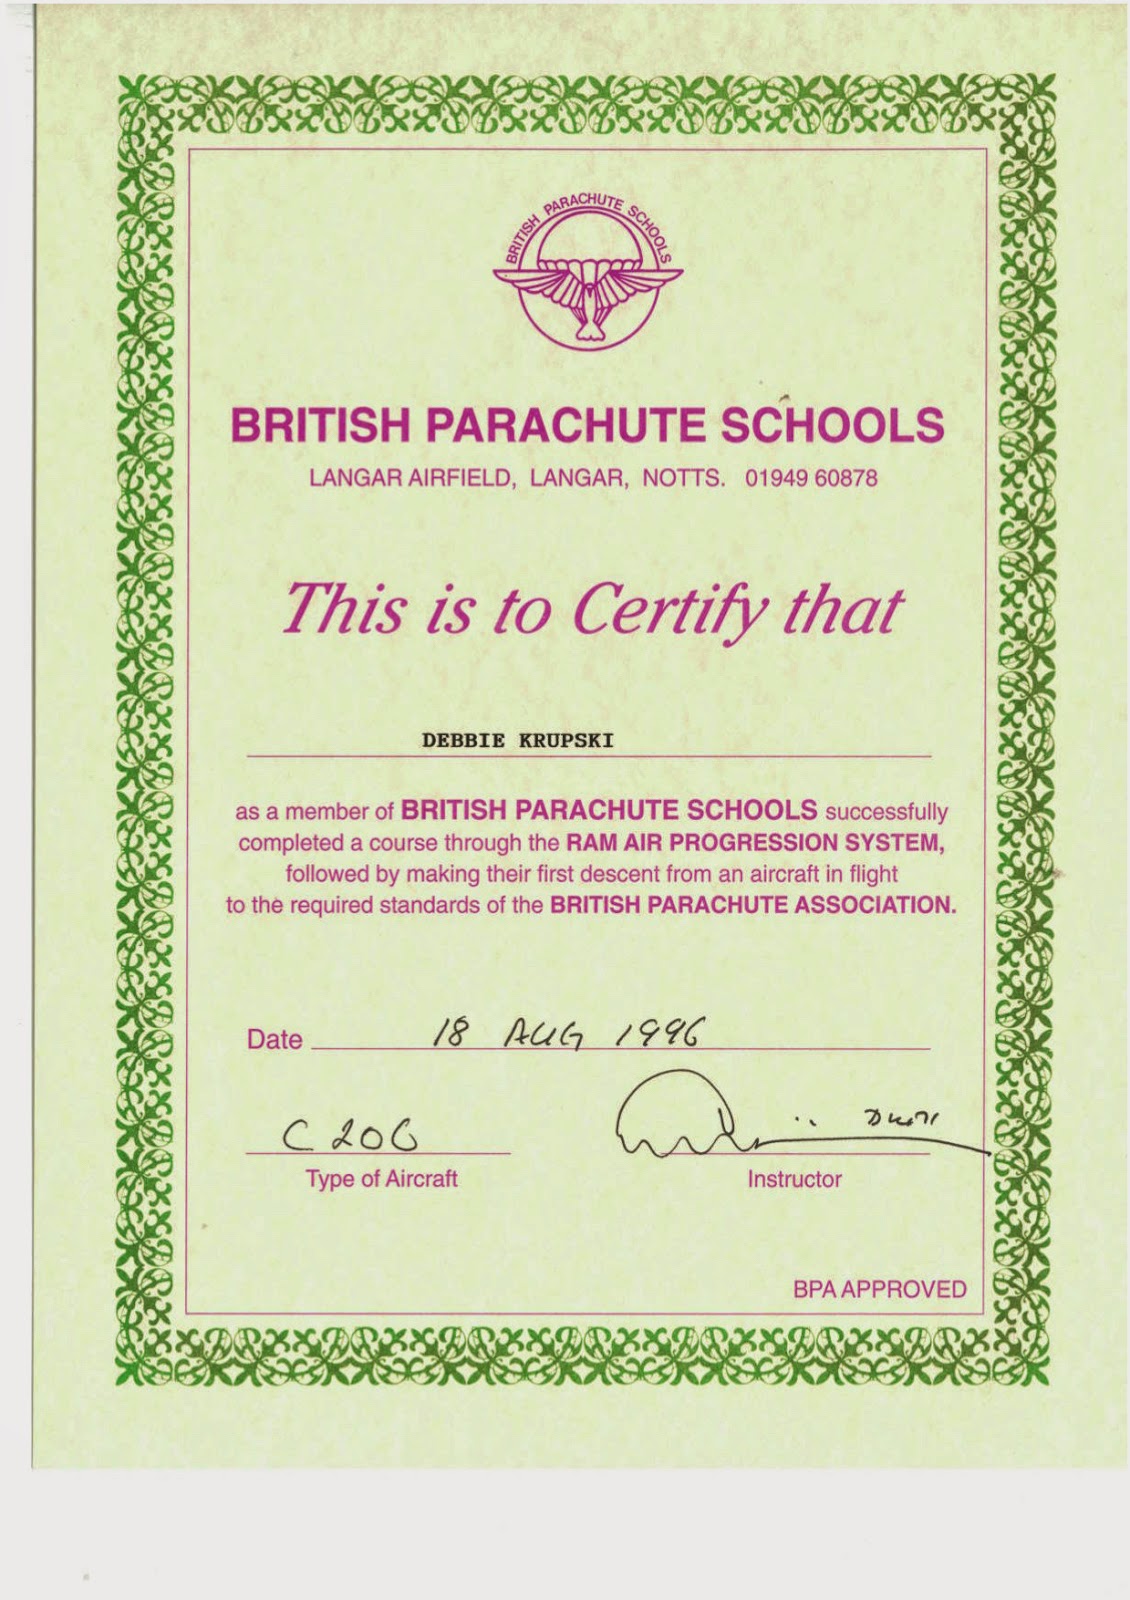 BRITISH PARACHUTE SCHOOLS
BRITISH PARACHUTE SCHOOLS
LANGAR AIRFIELD, LANGAR, NOTTS. 01949 60878
This is to Certify that
DEBBIE KRUPSKI
as a member of BRITISH PARACHUTE SCHOOLS successfully
completed a course through the RAM AIR PROGRESSION SYSTEM,
followed by making their first descent from an aircraft in flight
to the required standards of the BRITISH PARACHUTE ASSOCIATION.
Date 18 AUG 1996
C 206
Type of Aircraft
Instructor
BPA APPROVED